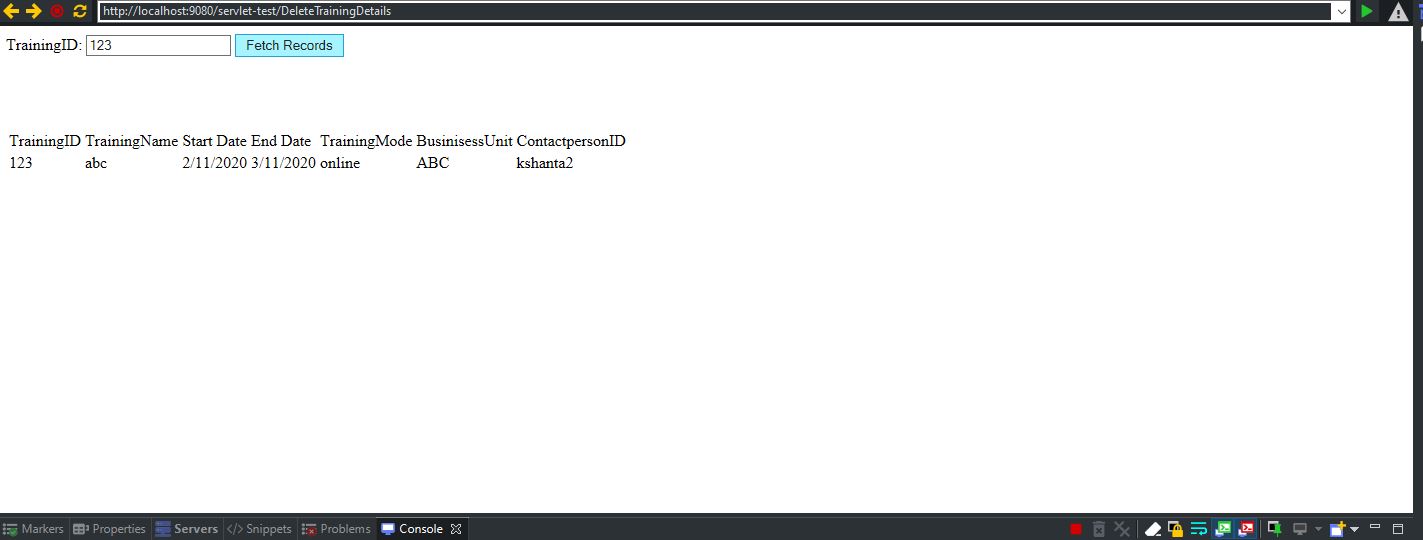 http://localhost:9080/servlet-test/DeleteTrainingDetails
TrainingID: 123 Fetch Records
TrainingID TrainingName Start Date End Date TrainingMode BusinisessUnit ContactpersonID
123 abc 2/11/2020 3/11/2020 online ABC kshanta2
Markers Properties Servers Snippets Problems Console